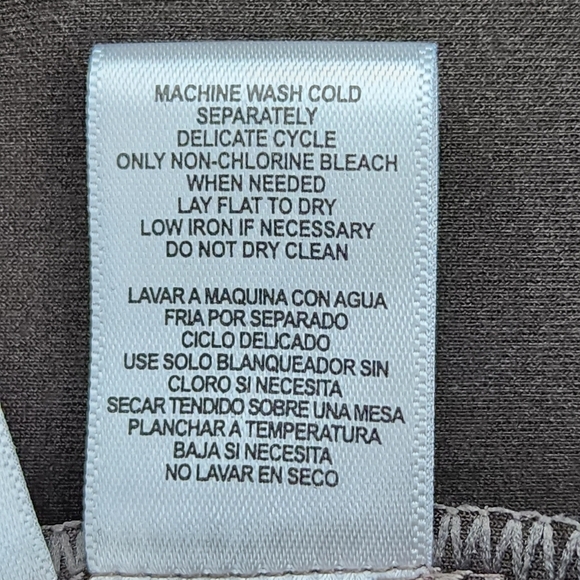 MACHINE WASH COLD
SEPARATELY
DELICATE CYCLE
ONLY NON-CHLORINE BLEACH
WHEN NEEDED
LAY FLAT TO DRY
LOW IRON IF NECESSARY
DO NOT DRY CLEAN
LAVAR A MAQUINA CON AGUA
FRIA POR SEPARADO
CICLO DELICADO
USE SOLO BLANQUEADOR SIN
CLORO SI NECESITA
SECAR TENDIDO SOBRE UNA MESA
PLANCHAR A TEMPERATURA
BAJA SI NECESITA
NO LAVAR EN SECO